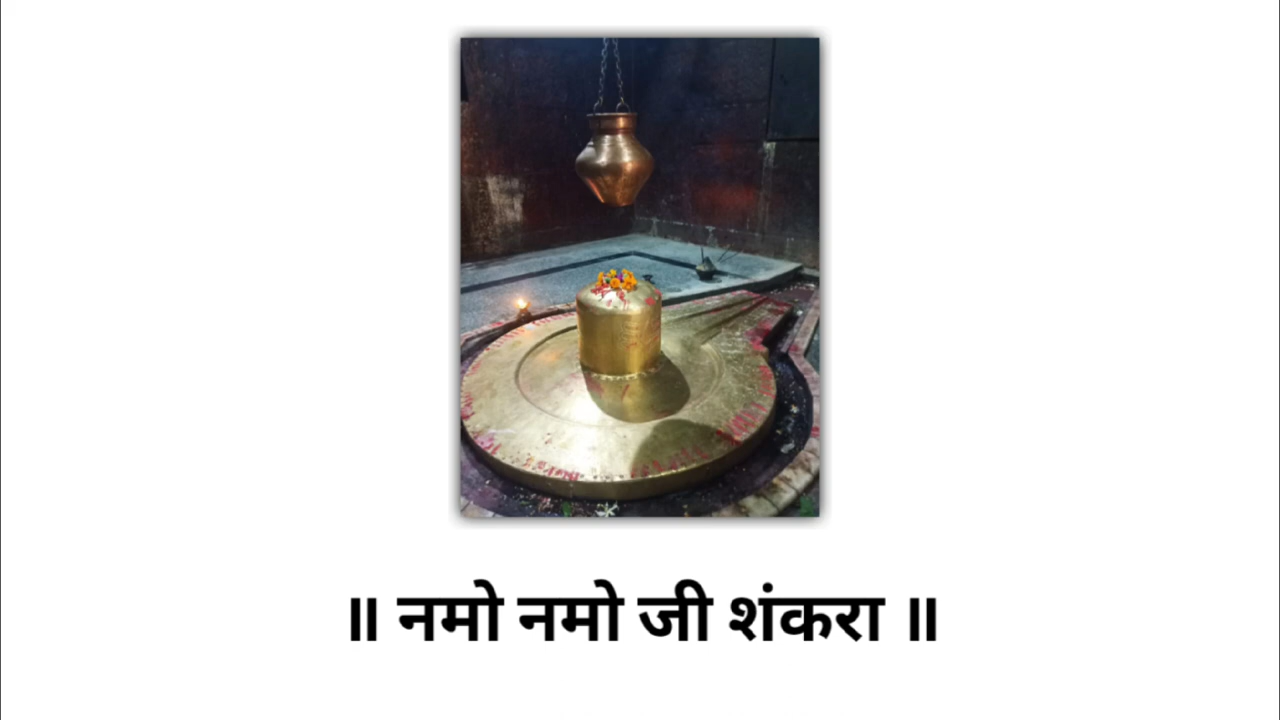 ॥ नमो नमो जी शंकरा ॥